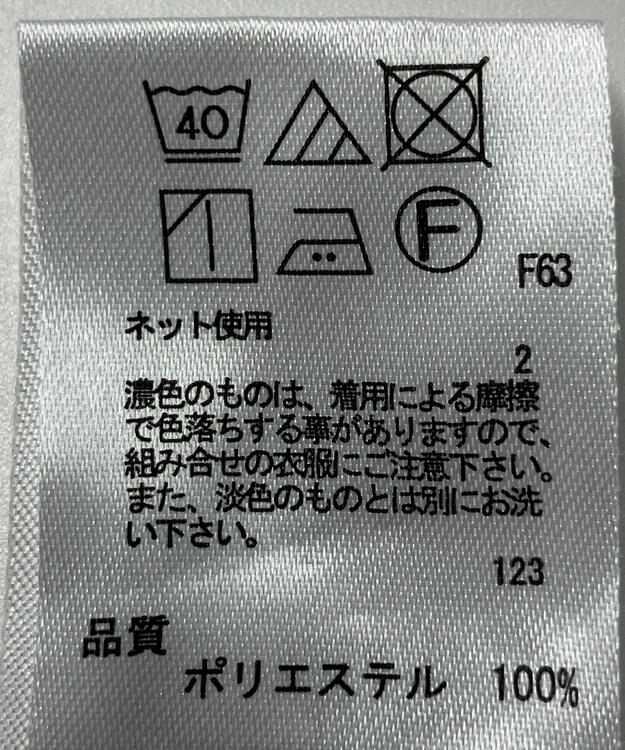 40
F
F63
ネット使用
2
濃色のものは、着用による摩擦
で色落ちする事がありますので、
組み合せの衣服にご注意下さい。
また、淡色のものとは別にお洗
い下さい。
123
品質
ポリエステル 100%